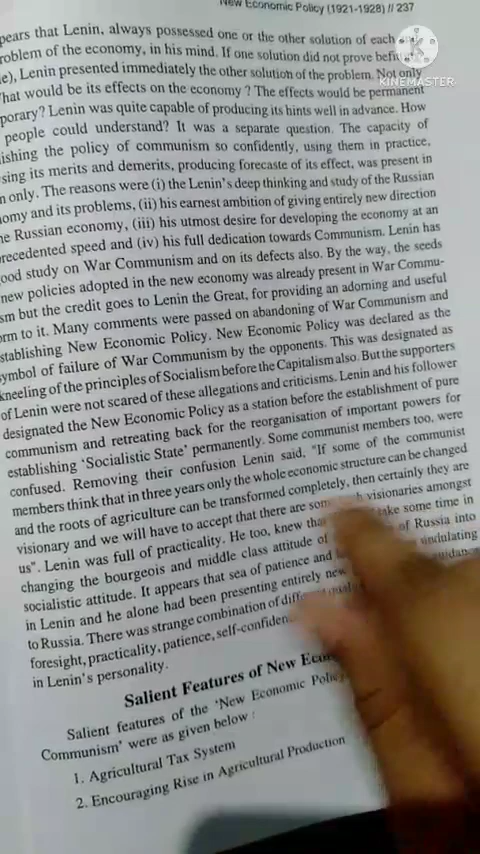 New Economic Policy (1921-1928) // 237
KINEMASTER
pears that Lenin, always possessed one or the other solution of each
roblem of the economy, in his mind. If one solution did not prove
e), Lenin presented immediately the other solution of the problem. Not only
hat would be its effects on the economy ? The effects would be permanent
porary? Lenin was quite capable of producing its hints well in advance. How
people could understand? It was a separate question. The capacity of
ishing the policy of communism so confidently, using them in practice,
sing its merits and demerits, producing forecaste of its effect, was present in
n only. The reasons were (i) the Lenin's deep thinking and study of the Russian
omy and its problems, (ii) his earnest ambition of giving entirely new direction
he Russian economy, (iii) his utmost desire for developing the economy at an
recedented speed and (iv) his full dedication towards Communism. Lenin has
ood study on War Communism and on its defects also. By the way, the seeds
new policies adopted in the new economy was already present in War Commu-
sm but the credit goes to Lenin the Great, for providing an adorning and useful
orm to it. Many comments were passed on abandoning of War Communism and
stablishing New Economic Policy. New Economic Policy was declared as the
symbol of failure of War Communism by the opponents. This was designated as
kneeling of the principles of Socialism before the Capitalism also. But the supporters
of Lenin were not scared of these allegations and criticisms. Lenin and his follower
designated the New Economic Policy as a station before the establishment of pure
communism and retreating back for the reorganisation of important powers for
establishing 'Socialistic State' permanently. Some communist members too, were
confused. Removing their confusion Lenin said, "If some of the communist
members think that in three years only the whole economic structure can be changed
and the roots of agriculture can be transformed completely, then certainly they are
visionary and we will have to accept that there are visionaries amongst
us". Lenin was full of practicality. He too, knew take some time in
changing the bourgeois and middle class attitude of of Russia into
socialistic attitude. It appears that sea of patience and undulating
in Lenin and he alone had been presenting entirely new
to Russia. There was strange combination of
foresight, practicality, patience,
in Lenin's personality.
Salient Features of New
Salient features of the 'New Economic
Communism' were as given below :
1. Agricultural Tax System
2. Encouraging Rise in Agricultural Production